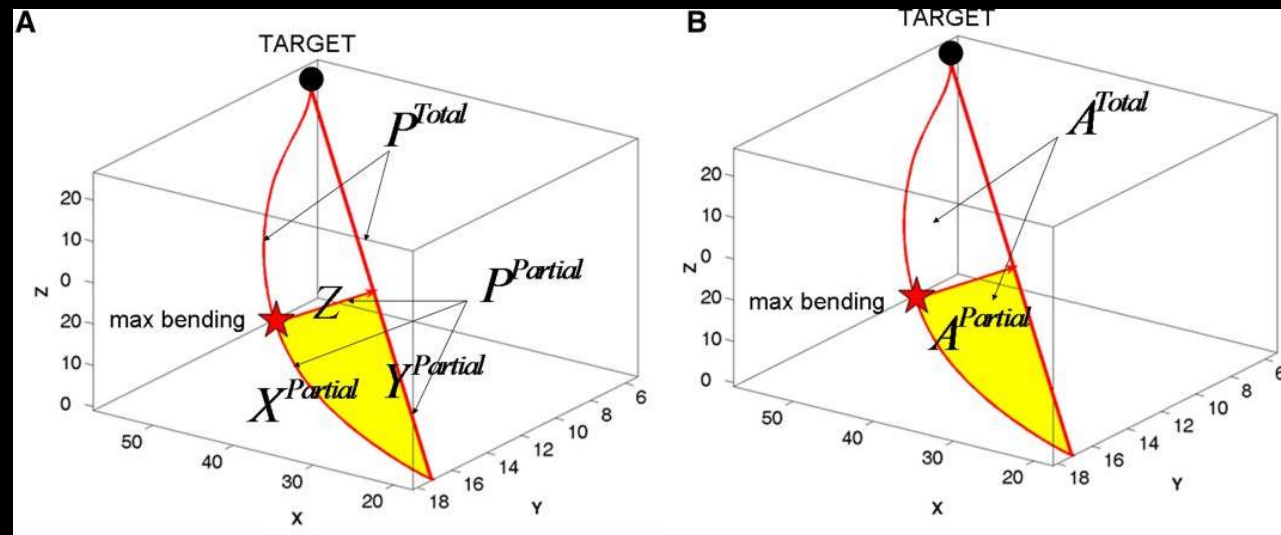 A
TARGET
P^Total
P^Partial
Z
max bending
Y^Partial
X^Partial
20
10
0
20
10
0
Z
50
40
30
20
X
18
16
14
12
10
8
6
Y
B
TARGET
A^Total
max bending
A^Partial
20
10
0
20
10
0
Z
50
40
30
20
X
18
16
14
12
10
8
6
Y